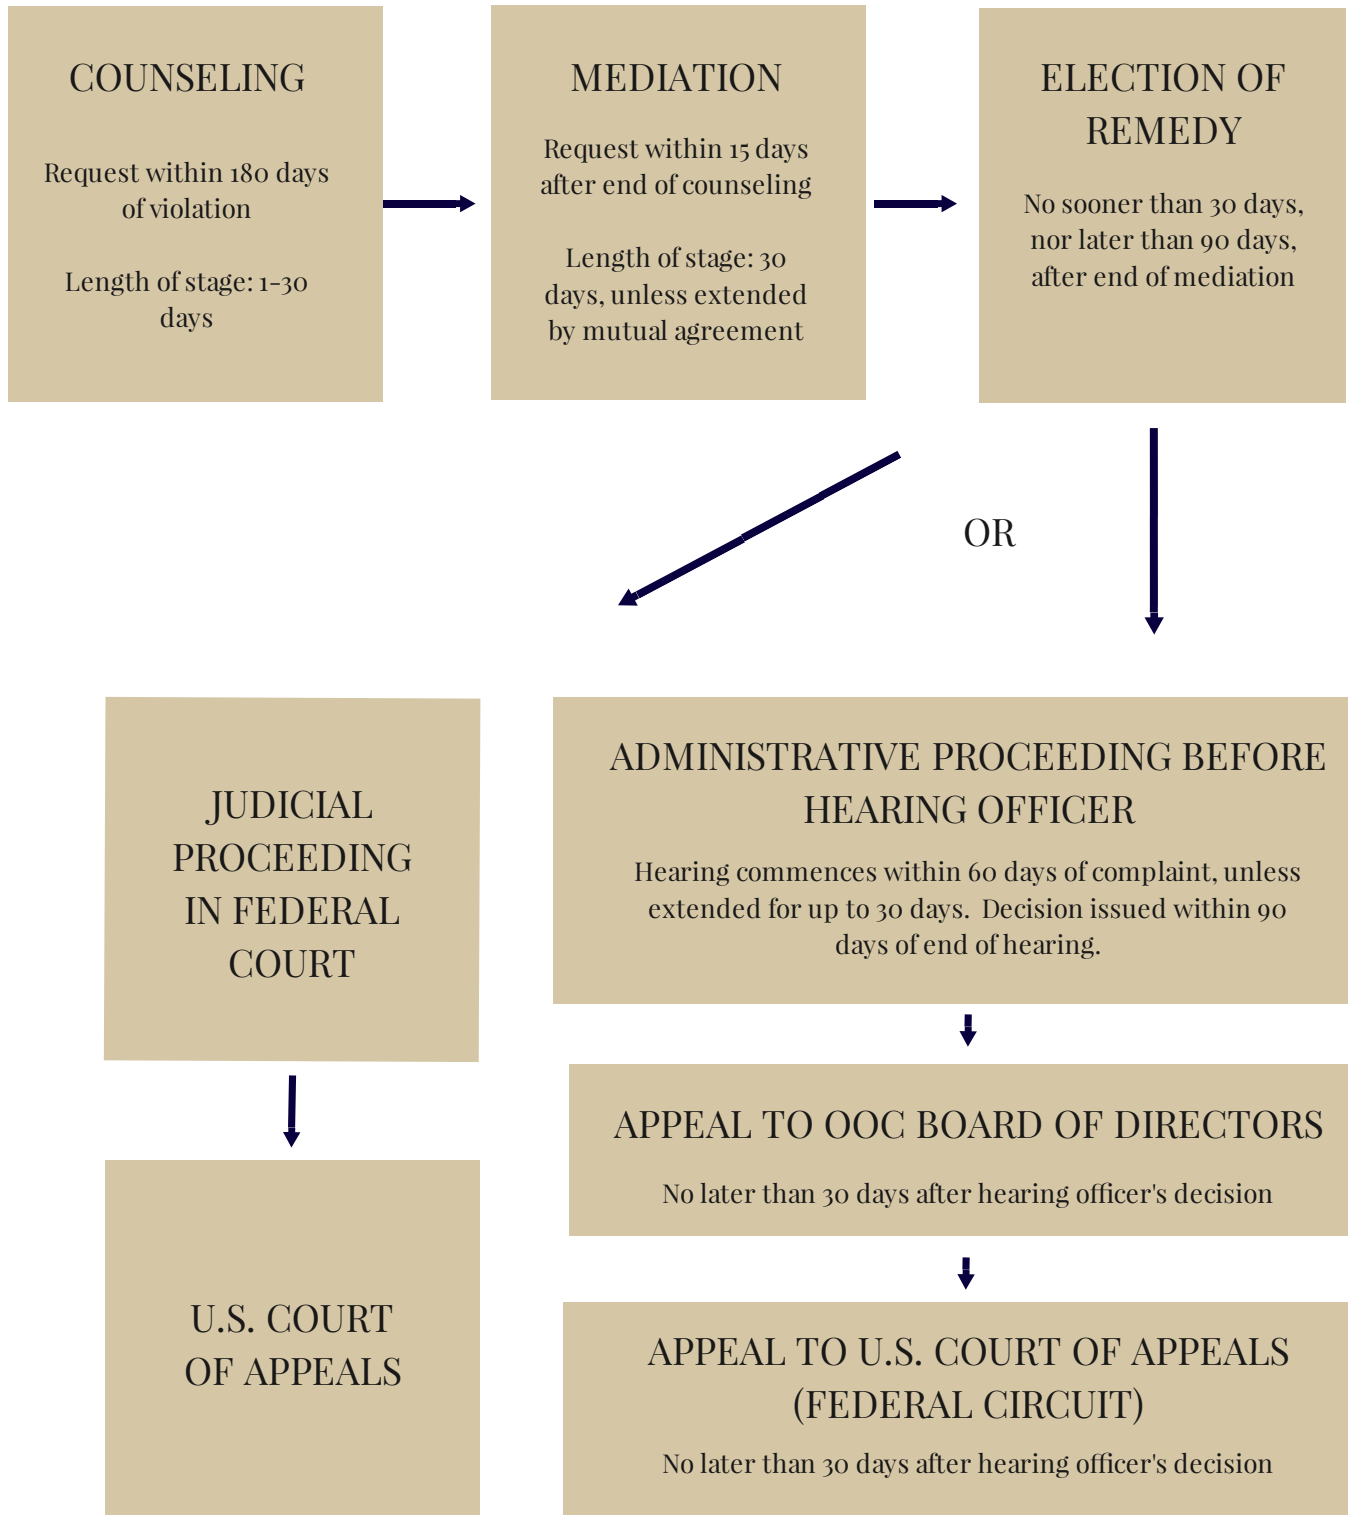 COUNSELING
Request within 180 days
of violation
Length of stage: 1-30
days
MEDIATION
Request within 15 days
after end of counseling
Length of stage: 30
days, unless extended
by mutual agreement
ELECTION OF
REMEDY
No sooner than 30 days,
nor later than 90 days,
after end of mediation
OR
JUDICIAL
PROCEEDING
IN FEDERAL
COURT
U.S. COURT
OF APPEALS
ADMINISTRATIVE PROCEEDING BEFORE
HEARING OFFICER
Hearing commences within 60 days of complaint, unless
extended for up to 30 days.  Decision issued within 90
days of end of hearing.
APPEAL TO OOC BOARD OF DIRECTORS
No later than 30 days after hearing officer's decision
APPEAL TO U.S. COURT OF APPEALS
(FEDERAL CIRCUIT)
No later than 30 days after hearing officer's decision